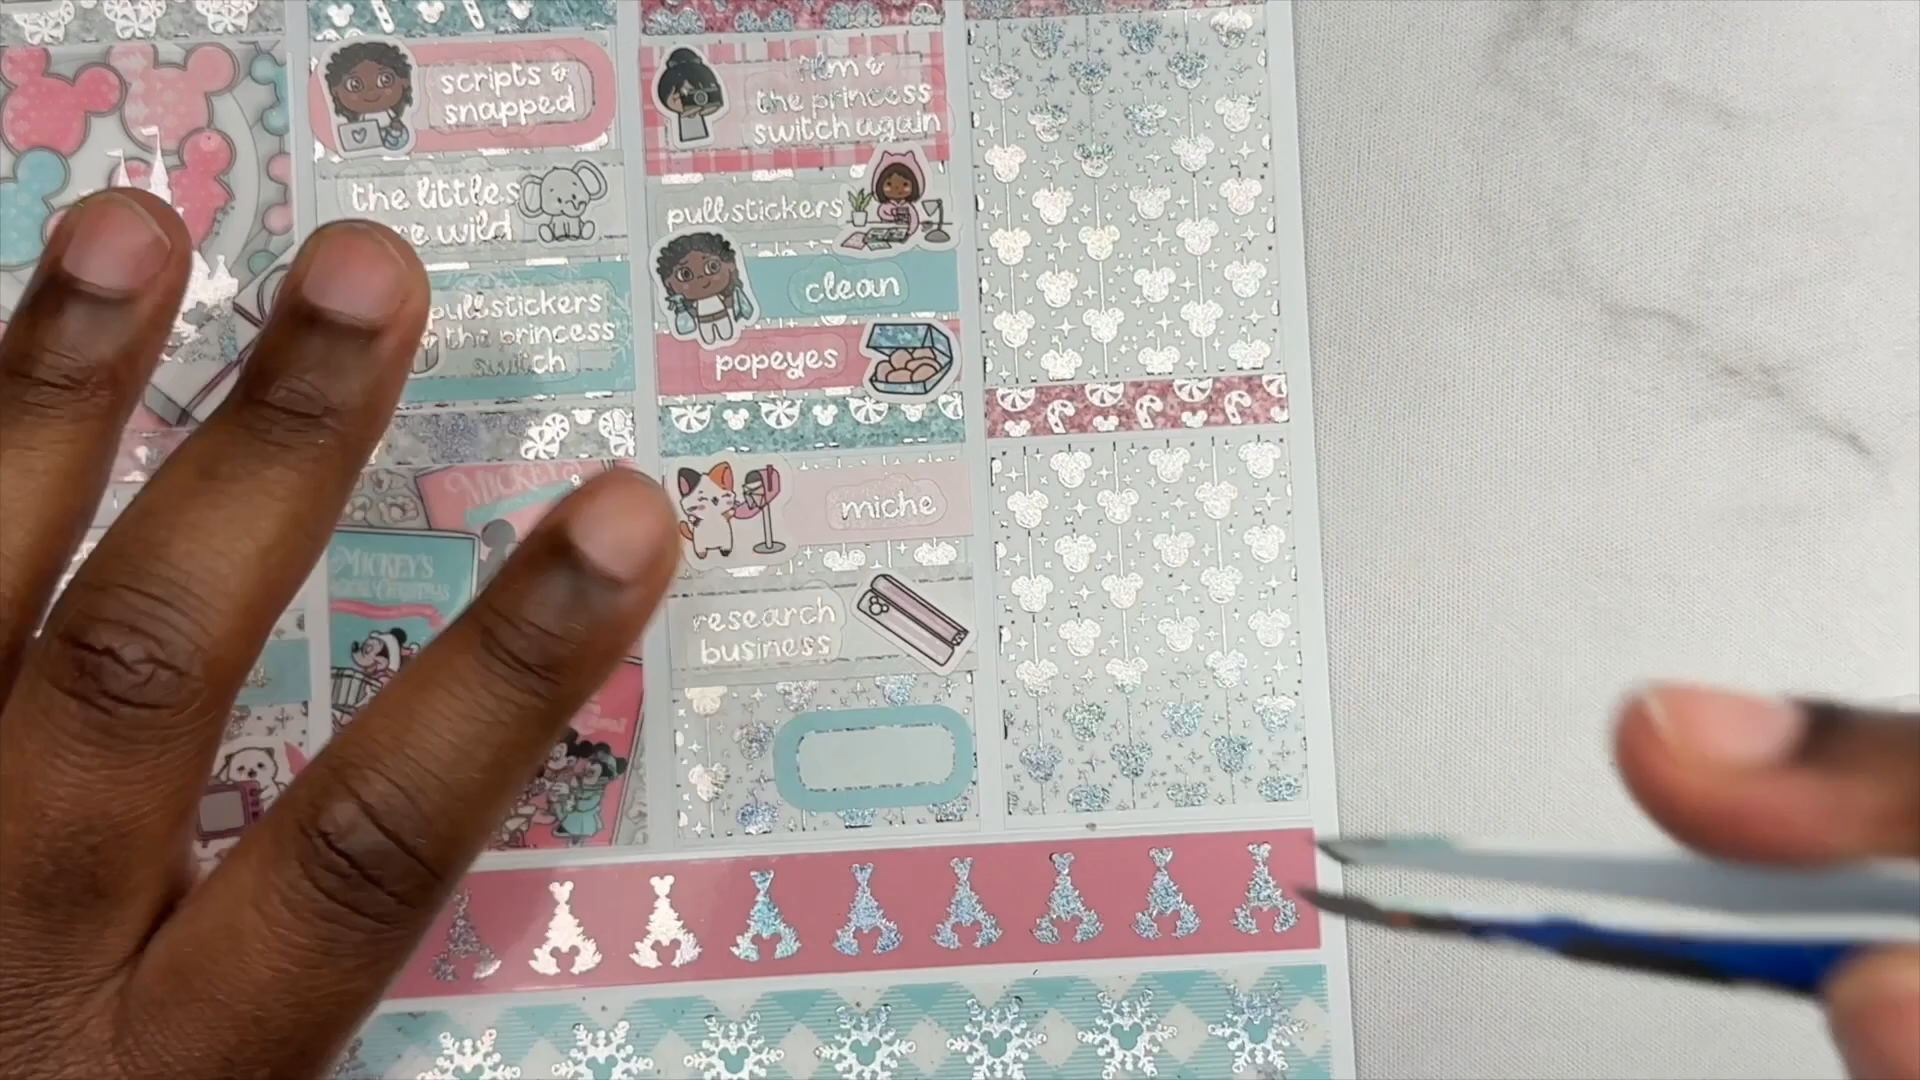 scripts &
snapped
the littles
wild
pull stickers
the princess
switch
MICKEY'S
MICKEY'S
film &
the princess
switch again
pull stickers
clean
popeyes
miche
research
business